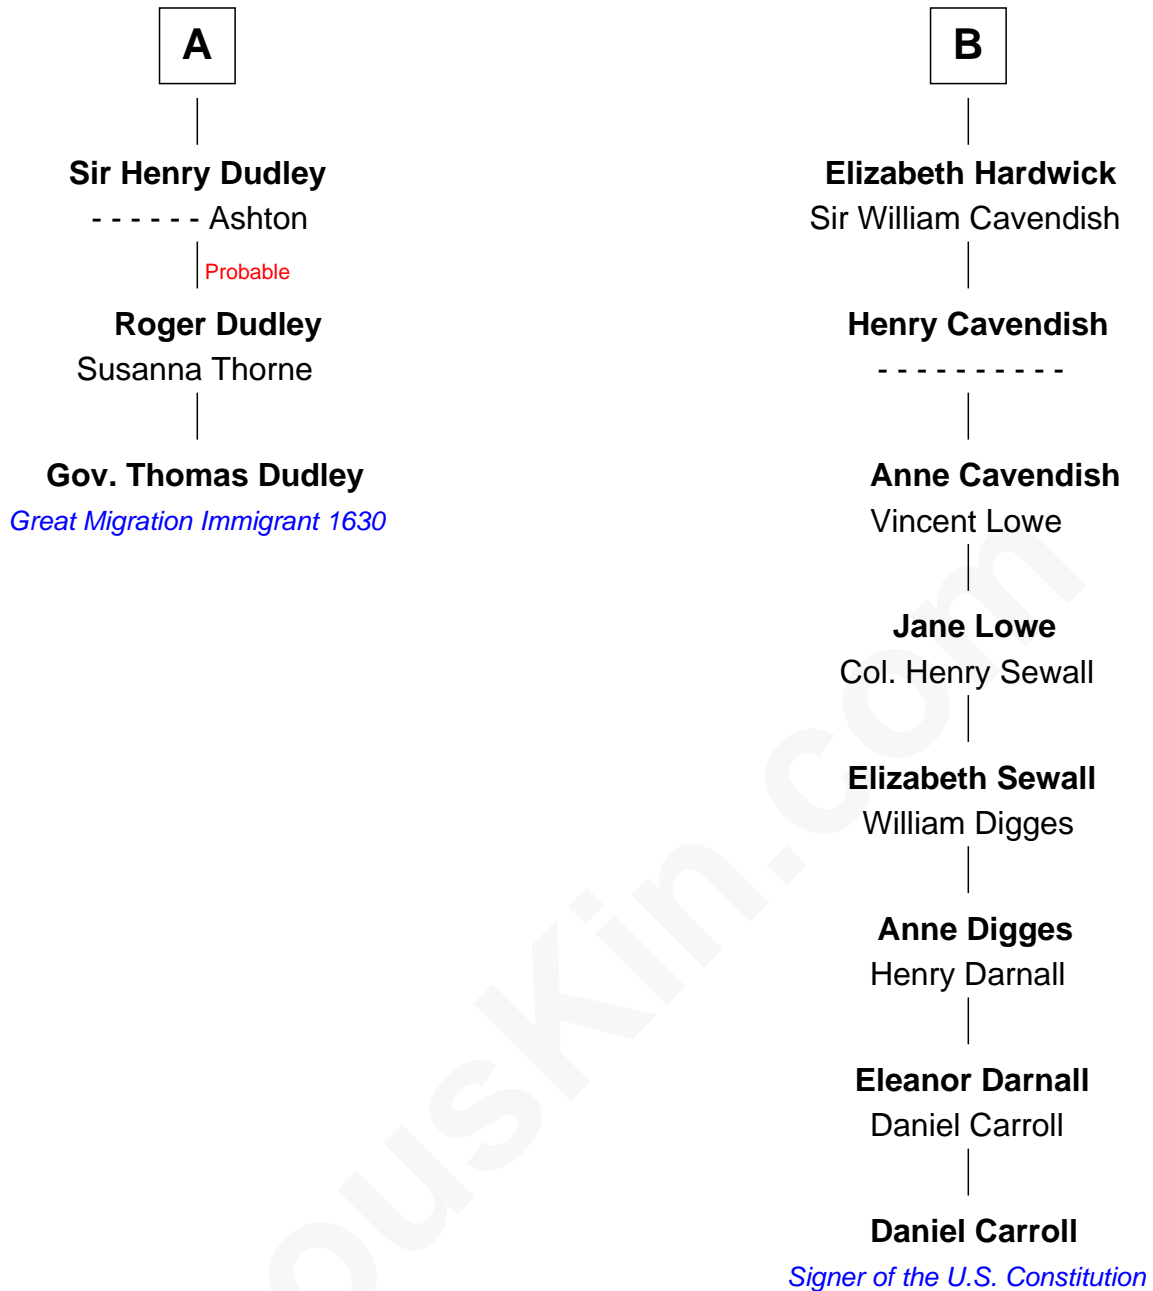 A
Sir Henry Dudley
- - - - - - Ashton
Probable
Roger Dudley
Susanna Thorne
Gov. Thomas Dudley
Great Migration Immigrant 1630
B
Elizabeth Hardwick
Sir William Cavendish
Henry Cavendish
- - - - - - - - - -
Anne Cavendish
Vincent Lowe
Jane Lowe
Col. Henry Sewall
Elizabeth Sewall
William Digges
Anne Digges
Henry Darnall
Eleanor Darnall
Daniel Carroll
Daniel Carroll
Signer of the U.S. Constitution
ousKin.com